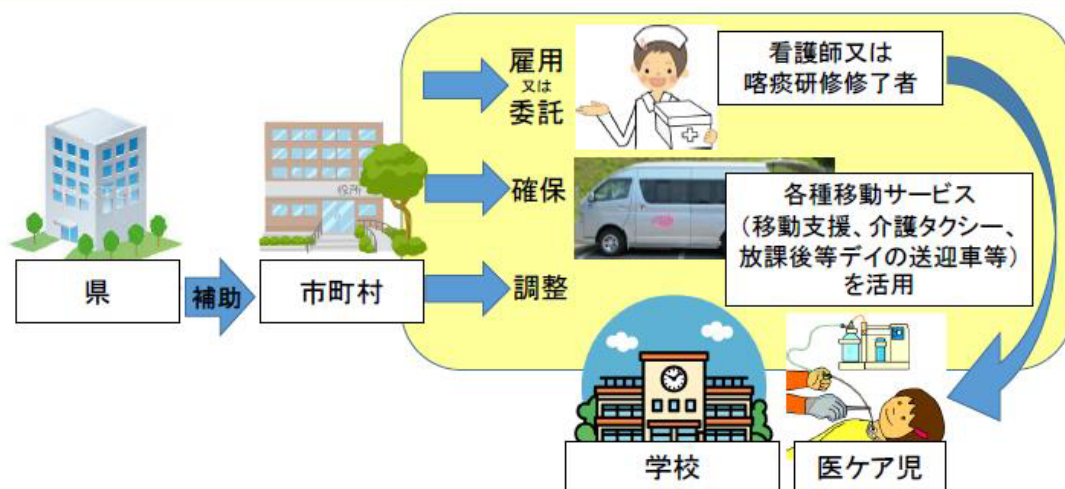 雇用
又は
委託
看護師又は
喀痰研修修了者
役所
確保
各種移動サービス
(移動支援、介護タクシー、
放課後等デイの送迎車等)
を活用
県
補助
市町村
調整
学校
医ケア児